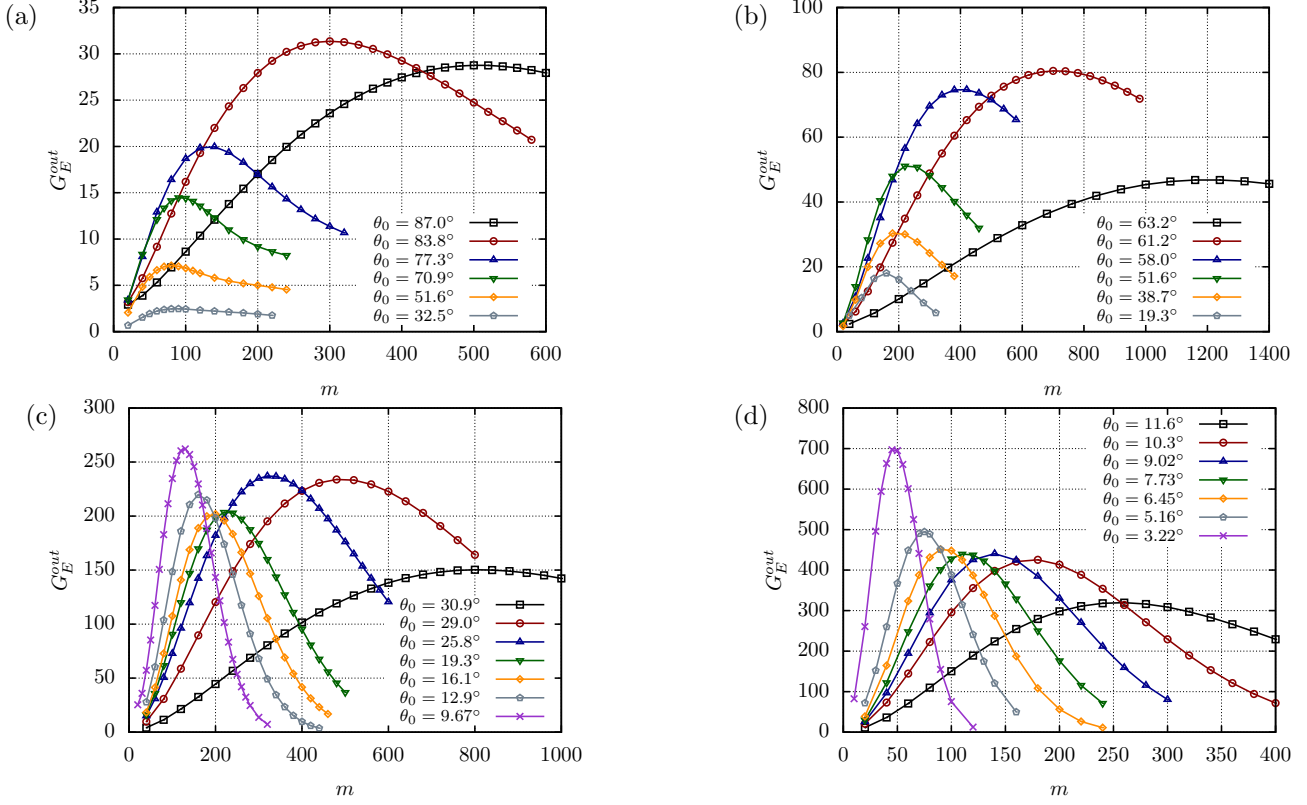 (a)
35
30
25
20
15
10
5
0
G_E^{out}
0 100 200 300 400 500 600
m
θ₀ = 87.0°
θ₀ = 83.8°
θ₀ = 77.3°
θ₀ = 70.9°
θ₀ = 51.6°
θ₀ = 32.5°
(b)
100
80
60
40
20
0
G_E^{out}
0 200 400 600 800 1000 1200 1400
m
θ₀ = 63.2°
θ₀ = 61.2°
θ₀ = 58.0°
θ₀ = 51.6°
θ₀ = 38.7°
θ₀ = 19.3°
(c)
300
250
200
150
100
50
0
G_E^{out}
0 200 400 600 800 1000
m
θ₀ = 30.9°
θ₀ = 29.0°
θ₀ = 25.8°
θ₀ = 19.3°
θ₀ = 16.1°
θ₀ = 12.9°
θ₀ = 9.67°
(d)
800
700
600
500
400
300
200
100
0
G_E^{out}
0 50 100 150 200 250 300 350 400
m
θ₀ = 11.6°
θ₀ = 10.3°
θ₀ = 9.02°
θ₀ = 7.73°
θ₀ = 6.45°
θ₀ = 5.16°
θ₀ = 3.22°